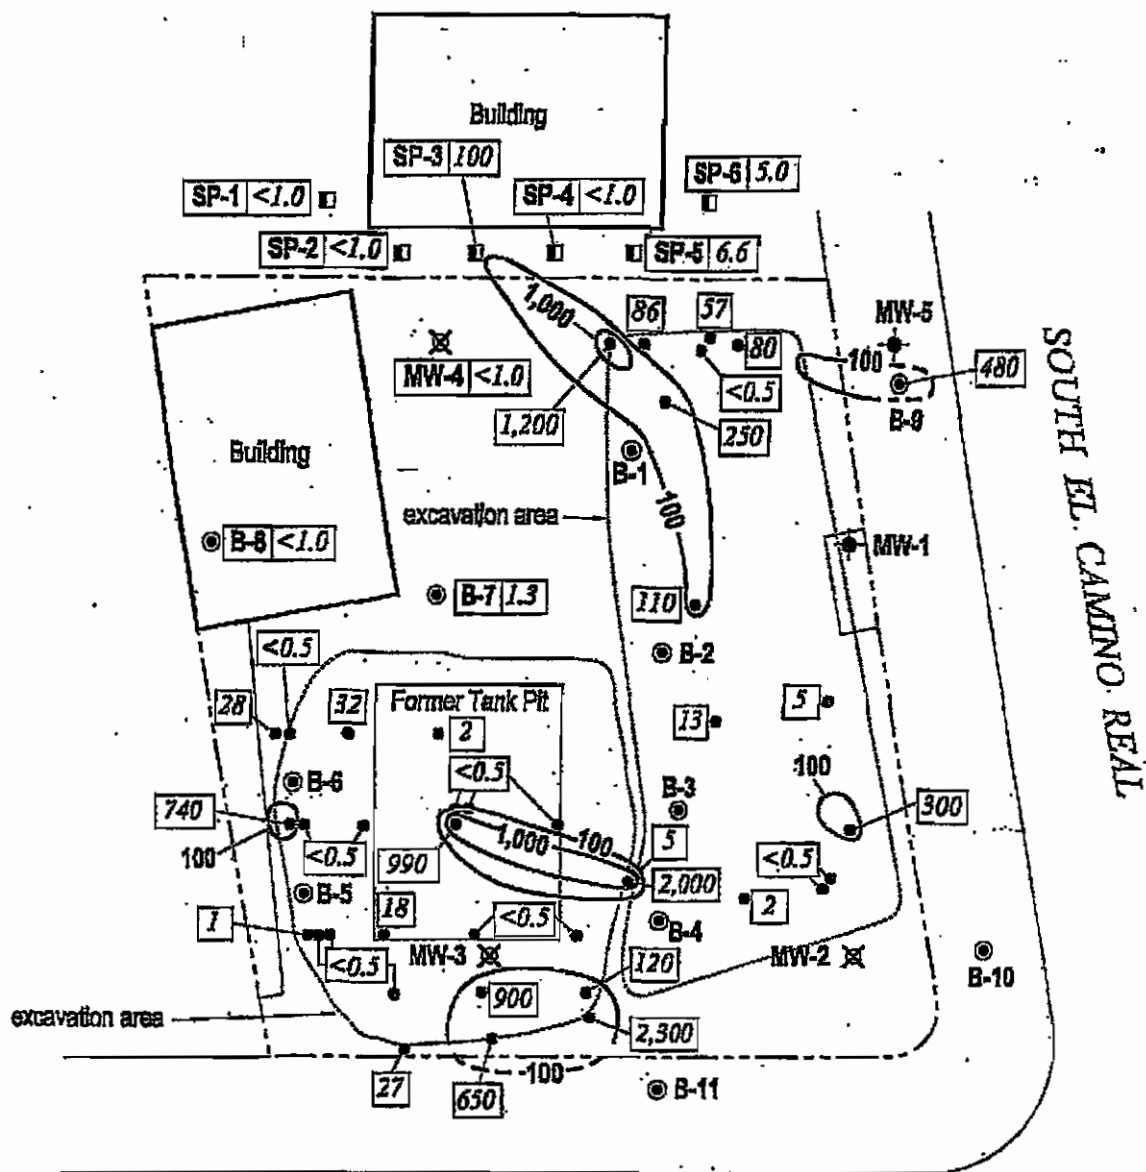 Building
SP-3 100
SP-6 5.0
SP-1 <1.0
SP-4 <1.0
SP-2 <1.0
SP-5 6.6
1,000
86
57
MW-5
80
100
480
MW-4 <1.0
<0.5
B-9
1,200
250
Building
B-1
100
excavation area
B-8 <1.0
MW-1
B-7 1.3
110
<0.5
B-2
SOUTH EL CAMINO REAL
28
32
Former Tank Pit
2
13
5
<0.5
B-6
B-3
100
740
100
1,000
5
300
100
<0.5
990
<0.5
B-5
2,000
2
1
18
<0.5
B-4
MW-3
MW-2
B-10
<0.5
120
900
excavation area
2,300
27
650
100
B-11